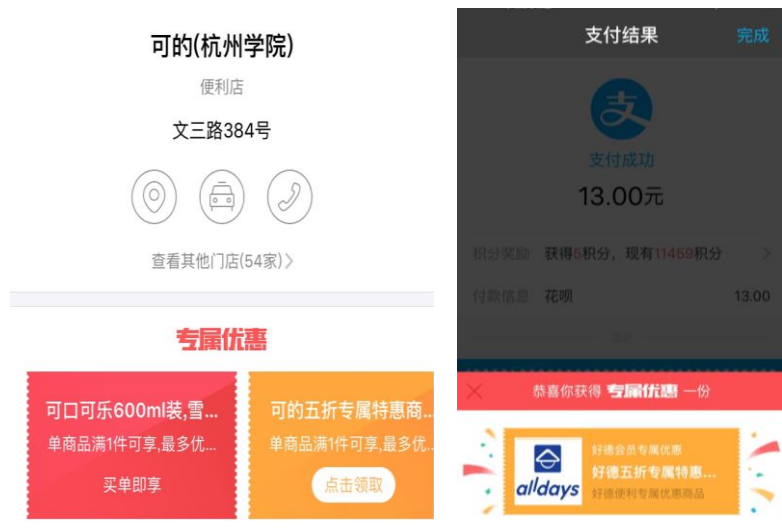 可的(杭州学院)
便利店
文三路384号
查看其他门店(54家)
专属优惠
可口可乐600ml装,雪...
单商品满1件可享,最多优...
买单即享
可的五折专属特惠商...
单商品满1件可享,最多优...
点击领取
支付结果
完成
支
支付成功
13.00元
积分奖励 获得5积分，现有11459积分
付款信息 花呗 13.00
恭喜你获得 专属优惠 一份
alldays
好德会员专属优惠
好德五折专属特惠...
好德便利专属优惠商品